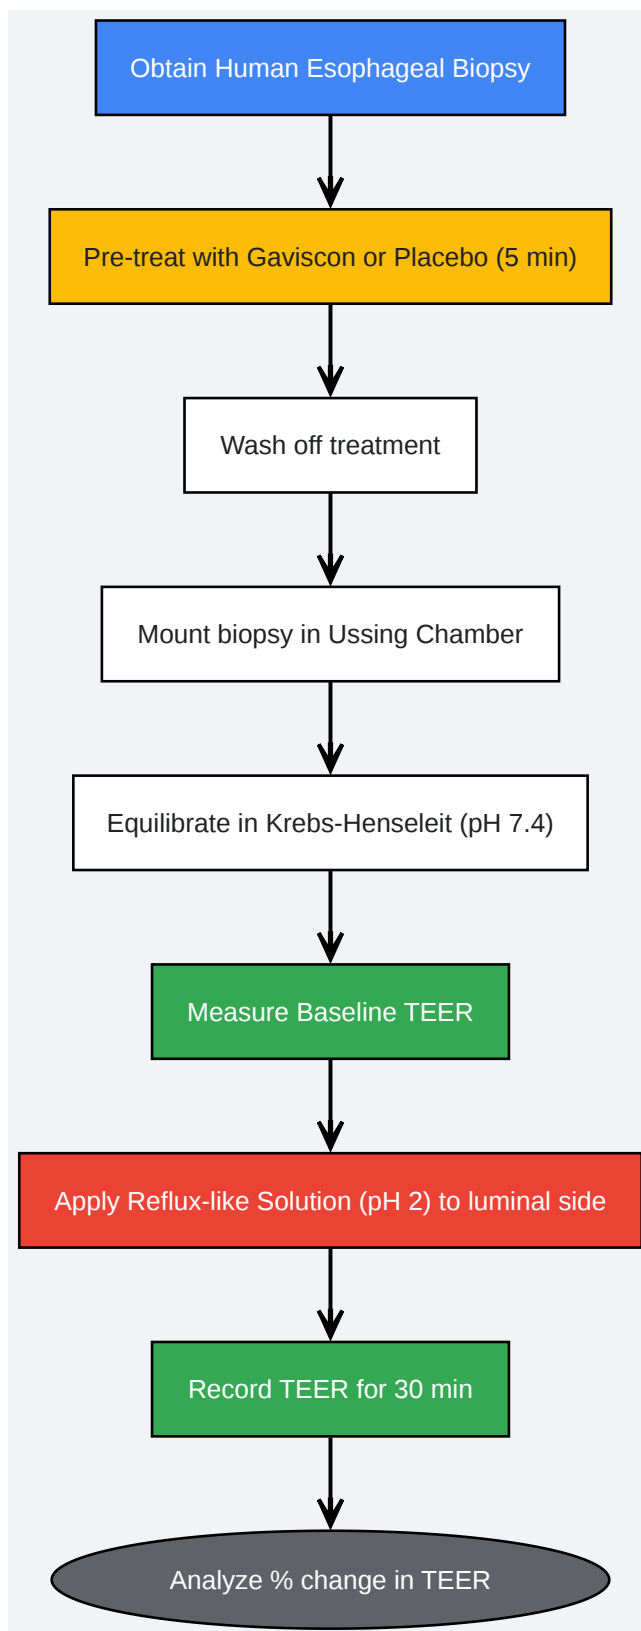 Obtain Human Esophageal Biopsy
Pre-treat with Gaviscon or Placebo (5 min)
Wash off treatment
Mount biopsy in Ussing Chamber
Equilibrate in Krebs-Henseleit (pH 7.4)
Measure Baseline TEER
Apply Reflux-like Solution (pH 2) to luminal side
Record TEER for 30 min
Analyze % change in TEER